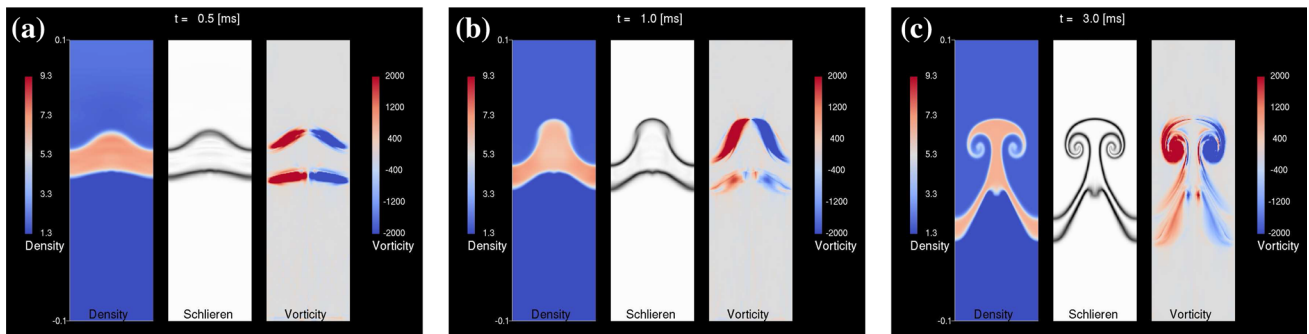 (a)
t = 0.5 [ms]
0.1
-0.1
9.3
7.3
5.3
3.3
1.3
Density
Density
Schlieren
Vorticity
2000
1200
400
-400
-1200
-2000
Vorticity
(b)
t = 1.0 [ms]
0.1
-0.1
9.3
7.3
5.3
3.3
1.3
Density
Density
Schlieren
Vorticity
2000
1200
400
-400
-1200
-2000
Vorticity
(c)
t = 3.0 [ms]
0.1
-0.1
9.3
7.3
5.3
3.3
1.3
Density
Density
Schlieren
Vorticity
2000
1200
400
-400
-1200
-2000
Vorticity